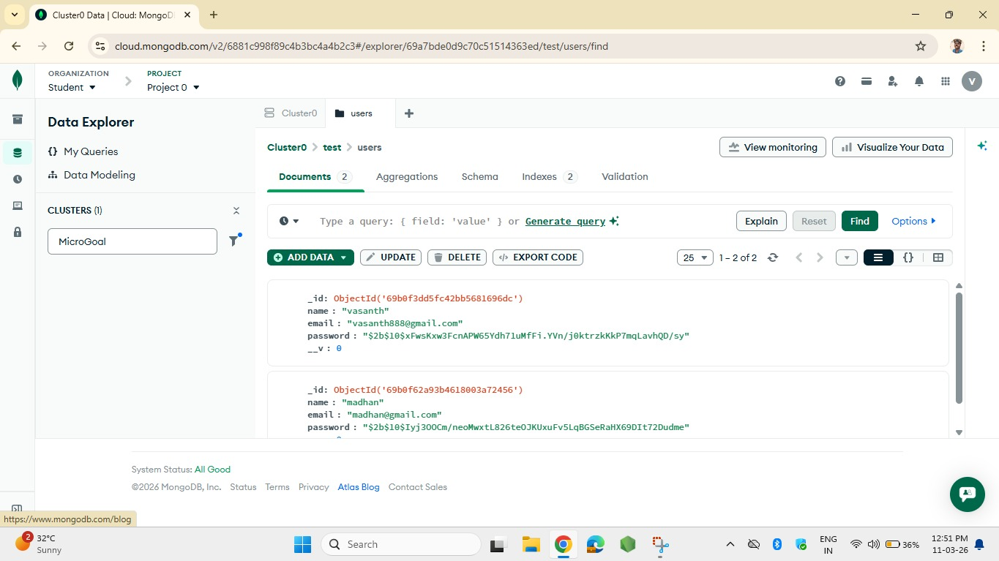 Cluster0 Data | Cloud: MongoD
cloud.mongodb.com/v2/6881c998f89c4b3bc4a4b2c3#/explorer/69a7bde0d9c70c51514363ed/test/users/find
ORGANIZATION
Student
PROJECT
Project 0
V
Data Explorer
My Queries
Data Modeling
CLUSTERS (1)
MicroGoal
Cluster0
users
Cluster0 > test > users
View monitoring
Visualize Your Data
Documents 2
Aggregations
Schema
Indexes 2
Validation
Type a query: { field: 'value' } or Generate query
Explain
Reset
Find
Options
ADD DATA
UPDATE
DELETE
EXPORT CODE
25
1 – 2 of 2
_id: ObjectId('69b0f3dd5fc42bb5681696dc')
name : "vasanth"
email : "vasanth888@gmail.com"
password : "$2b$10$xFwsKxw3FcnAPW65Ydh7luMfFi.YVn/j0ktrzkKkP7mqLavhQD/sy"
__v : 0
_id: ObjectId('69b0f62a93b4618003a72456')
name : "madhan"
email : "madhan@gmail.com"
password : "$2b$10$Iyj3OOCm/neoMwxtL826teOJKUxuFv5LqBGSeRaHX69DIt72Dudme"
System Status: All Good
©2026 MongoDB, Inc. Status Terms Privacy Atlas Blog Contact Sales
https://www.mongodb.com/blog
2
32°C
Sunny
Search
ENG
IN
36%
12:51 PM
11-03-26